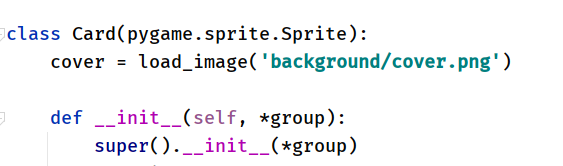 class Card(pygame.sprite.Sprite):
    cover = load_image('background/cover.png')
    def __init__(self, *group):
        super().__init__(*group)